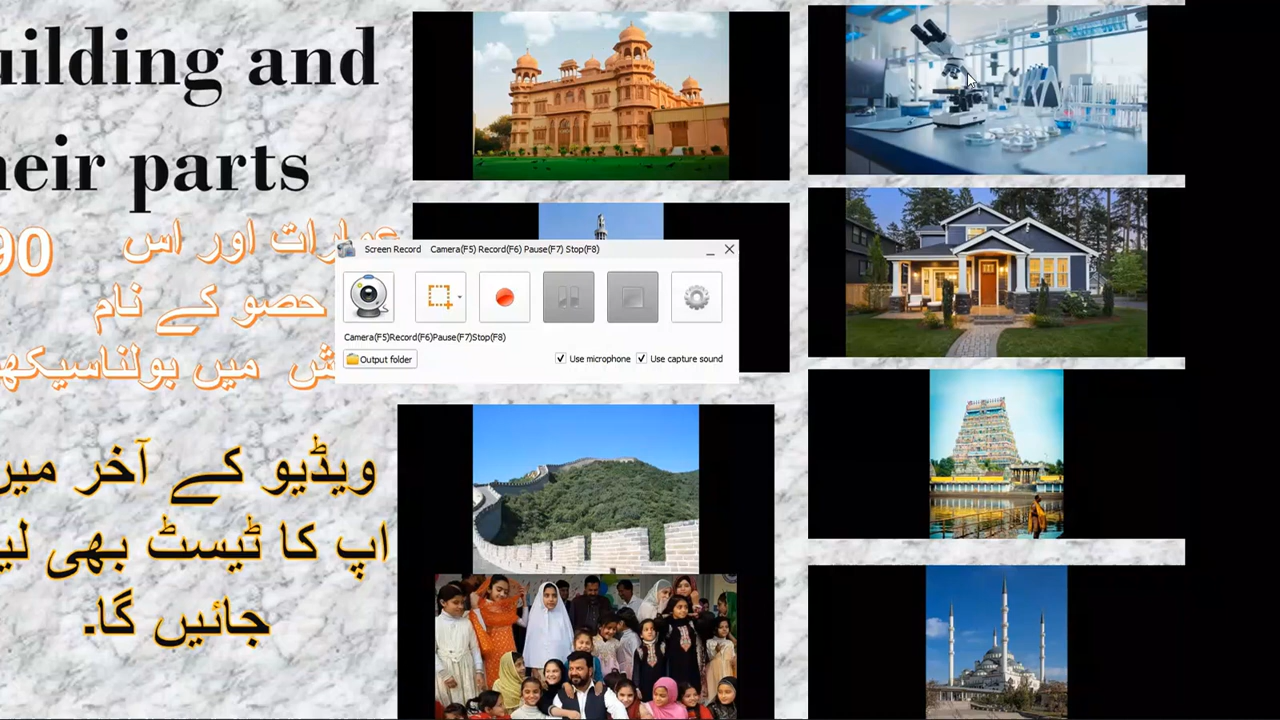 uilding and
heir parts
90
عمارات اور اس
حصو کے نام
ش میں بولناسیکھ
ویڈیو کے آخر میں
اپ کا ٹیسٹ بھی لیا
جائیں گا۔
Screen Record Camera(F5) Record(F6) Pause(F7) Stop(F8)
Camera(F5)Record(F6)Pause(F7)Stop(F8)
Output folder
Use microphone
Use capture sound